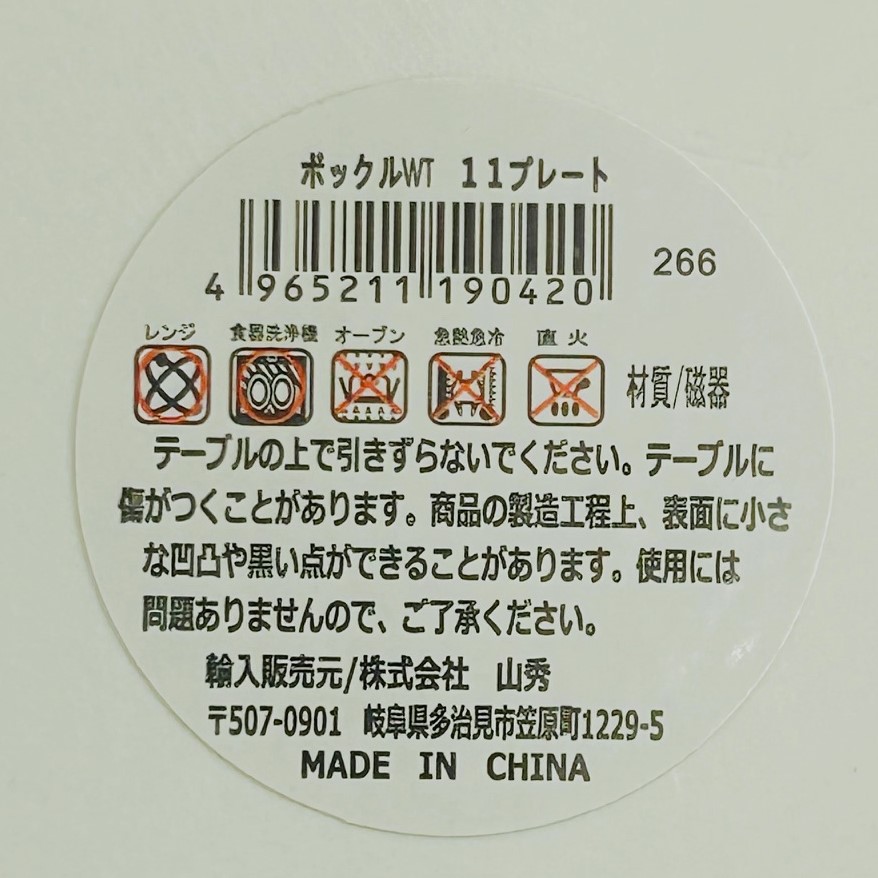 ボックルWT 11プレート
4 965211 190420
266
レンジ 食器洗浄機 オーブン 急熱急冷 直火
材質/磁器
テーブルの上で引きずらないでください。テーブルに
傷がつくことがあります。商品の製造工程上、表面に小さ
な凹凸や黒い点ができることがあります。使用には
問題ありませんので、ご了承ください。
輸入販売元/株式会社 山秀
〒507-0901 岐阜県多治見市笠原町1229-5
MADE IN CHINA